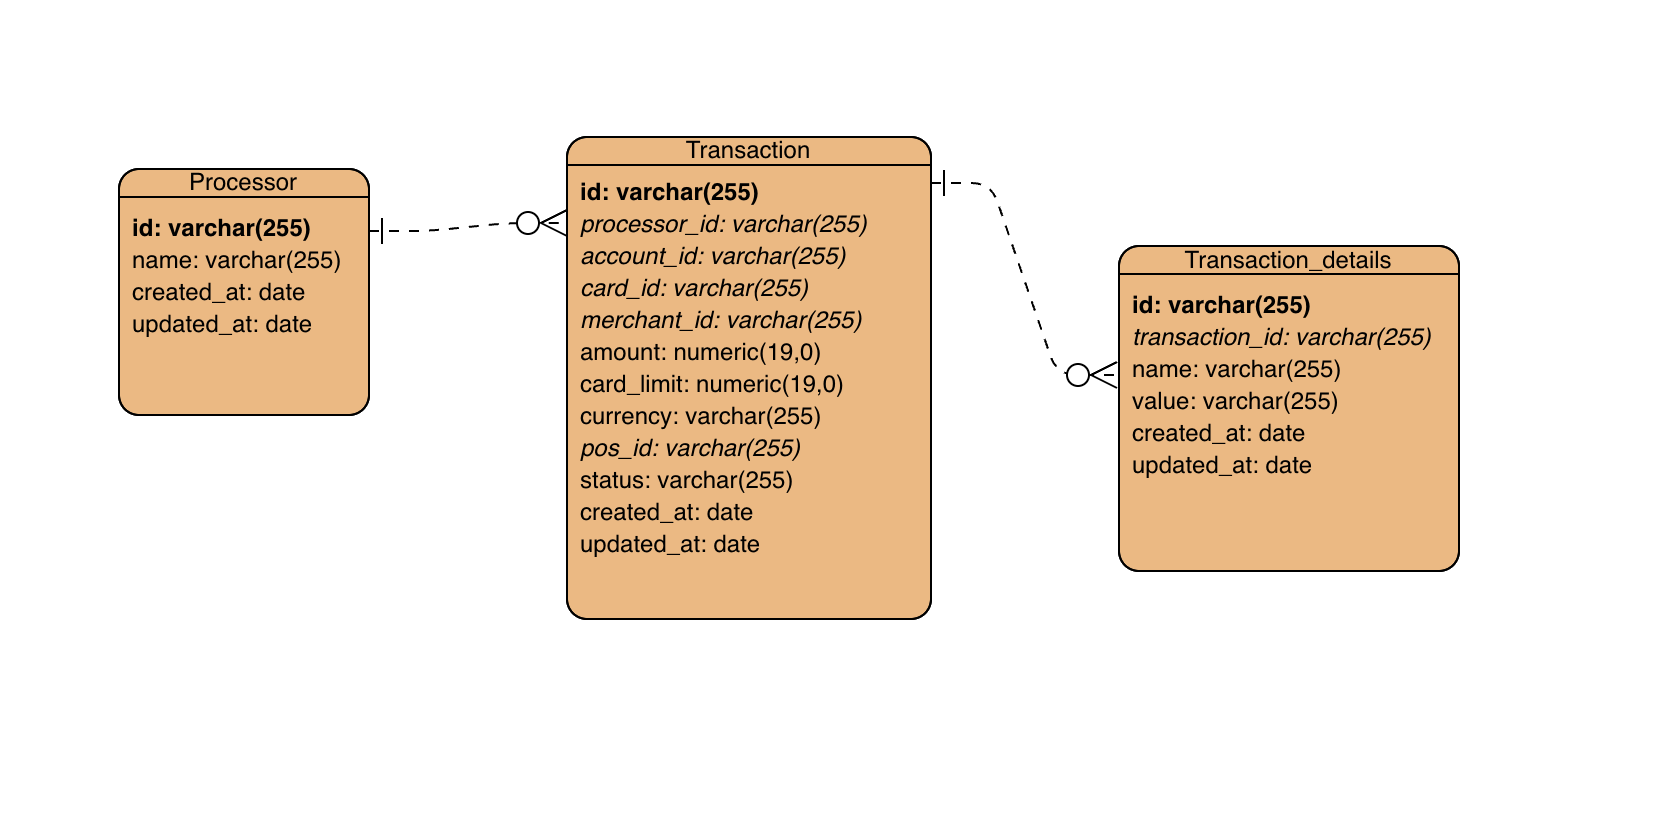 Processor
id: varchar(255)
name: varchar(255)
created_at: date
updated_at: date
Transaction
id: varchar(255)
processor_id: varchar(255)
account_id: varchar(255)
card_id: varchar(255)
merchant_id: varchar(255)
amount: numeric(19,0)
card_limit: numeric(19,0)
currency: varchar(255)
pos_id: varchar(255)
status: varchar(255)
created_at: date
updated_at: date
Transaction_details
id: varchar(255)
transaction_id: varchar(255)
name: varchar(255)
value: varchar(255)
created_at: date
updated_at: date